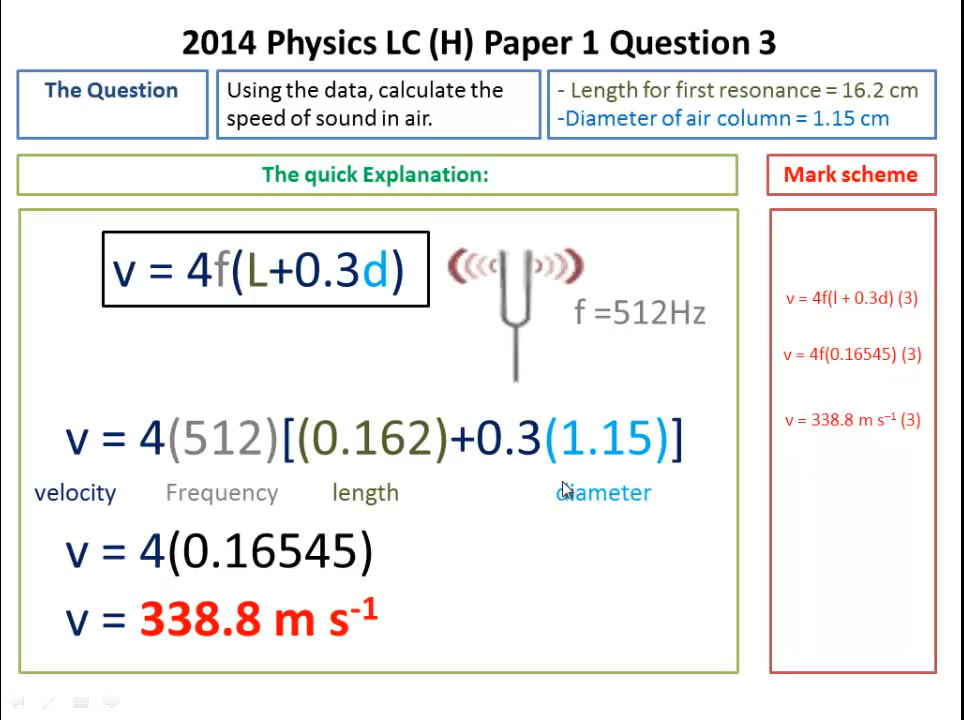 2014 Physics LC (H) Paper 1 Question 3
The Question
Using the data, calculate the
speed of sound in air.
- Length for first resonance = 16.2 cm
-Diameter of air column = 1.15 cm
The quick Explanation:
Mark scheme
v = 4f(L+0.3d)
f =512Hz
v = 4(512)[(0.162)+0.3(1.15)]
velocity Frequency length diameter
v = 4(0.16545)
v = 338.8 m s⁻¹
v = 4f(l + 0.3d) (3)
v = 4f(0.16545) (3)
v = 338.8 m s⁻¹ (3)